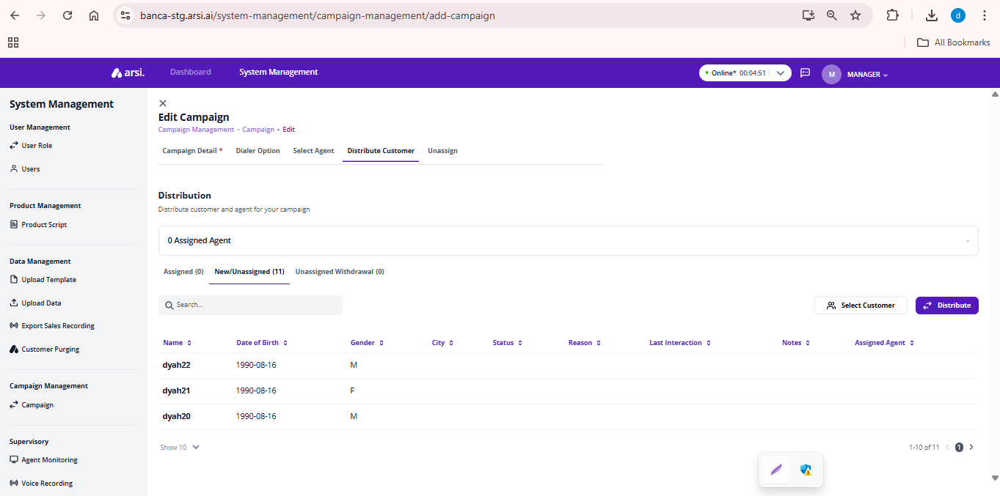 banca-stg.arsi.ai/system-management/campaign-management/add-campaign
d
All Bookmarks
arsi.
Dashboard
System Management
Online* 00:04:51
M
MANAGER
System Management
User Management
User Role
Users
Product Management
Product Script
Data Management
Upload Template
Upload Data
Export Sales Recording
Customer Purging
Campaign Management
Campaign
Supervisory
Agent Monitoring
Voice Recording
Edit Campaign
Campaign Management • Campaign • Edit
Campaign Detail * Dialer Option Select Agent Distribute Customer Unassign
Distribution
Distribute customer and agent for your campaign
0 Assigned Agent
Assigned (0) New/Unassigned (11) Unassigned Withdrawal (0)
Search...
Select Customer
Distribute
Name Date of Birth Gender City Status Reason Last Interaction Notes Assigned Agent
dyah22 1990-08-16 M
dyah21 1990-08-16 F
dyah20 1990-08-16 M
Show 10
1-10 of 11 1